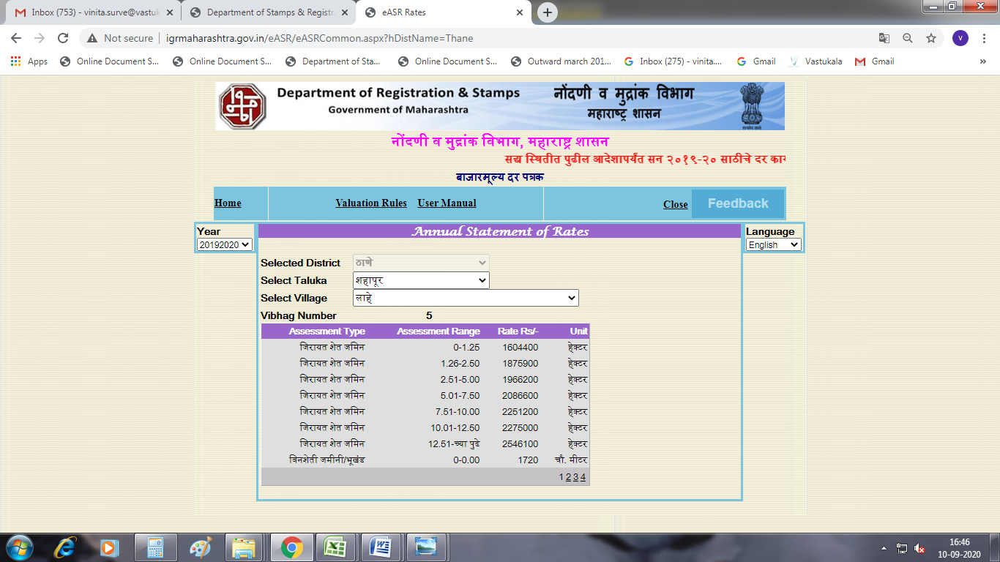 Inbox (753) - vinita.surve@vastuk
Department of Stamps & Registr
eASR Rates
Not secure | igrmaharashtra.gov.in/eASR/eASRCommon.aspx?hDistName=Thane
V
Apps Online Document S... Online Document S... Department of Sta... Online Document S... Outward march 201... Inbox (275) - vinita.... Gmail Vastukala Gmail »
Department of Registration & Stamps
Government of Maharashtra
नोंदणी व मुद्रांक विभाग
महाराष्ट्र शासन
नोंदणी व मुद्रांक विभाग, महाराष्ट्र शासन
सद्य स्थितीत पुढील आदेशापर्यंत सन २०१९-२० साठीचे दर का
बाजारमूल्य दर पत्रक
Home Valuation Rules User Manual Close Feedback
Year
20192020
Annual Statement of Rates
Language
English
Selected District ठाणे
Select Taluka शहापूर
Select Village लाहे
Vibhag Number 5
Assessment Type Assessment Range Rate Rs/- Unit
जिरायत शेत जमिन 0-1.25 1604400 हेक्टर
जिरायत शेत जमिन 1.26-2.50 1875900 हेक्टर
जिरायत शेत जमिन 2.51-5.00 1966200 हेक्टर
जिरायत शेत जमिन 5.01-7.50 2086600 हेक्टर
जिरायत शेत जमिन 7.51-10.00 2251200 हेक्टर
जिरायत शेत जमिन 10.01-12.50 2275000 हेक्टर
जिरायत शेत जमिन 12.51-च्या पुढे 2546100 हेक्टर
बिनशेती जमीनी/भूखंड 0-0.00 1720 चौ. मीटर
1 2 3 4
16:46
10-09-2020